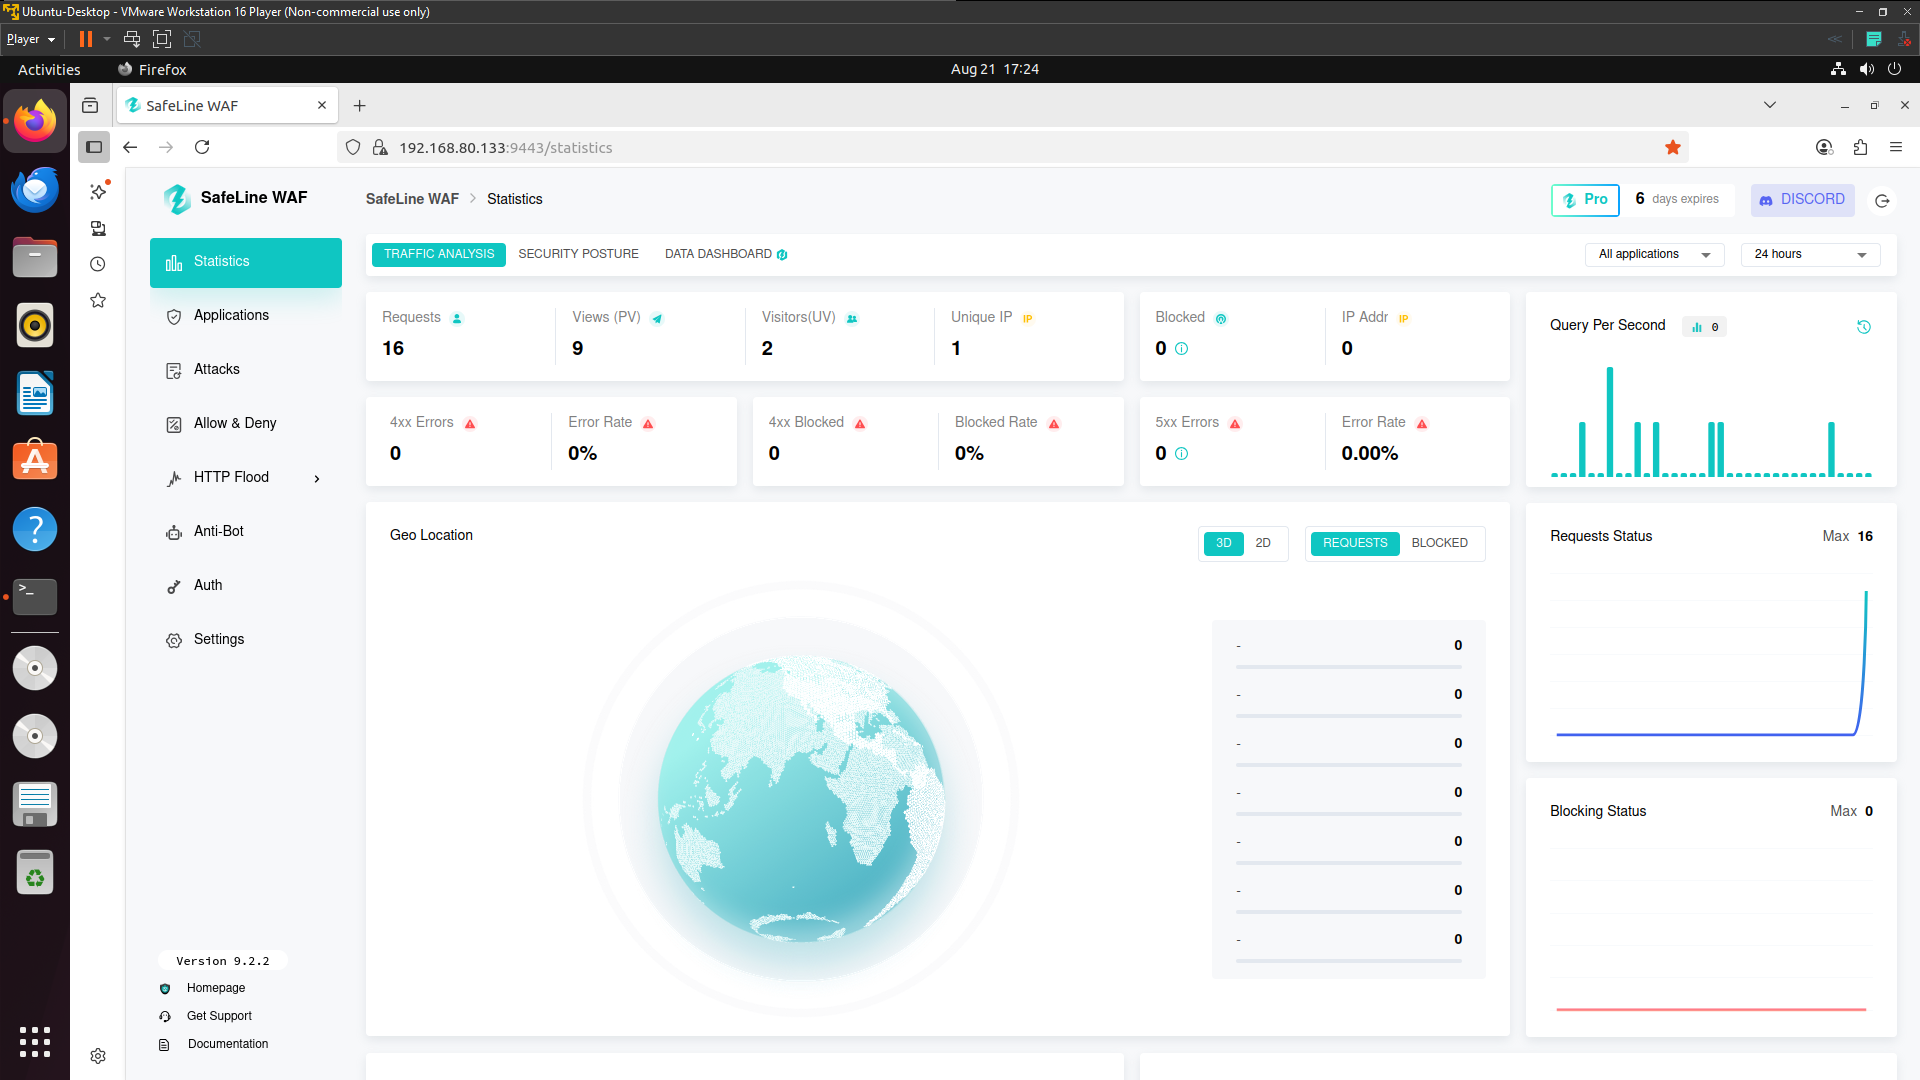 Ubuntu-Desktop - VMware Workstation 16 Player (Non-commercial use only)
Player
Activities
Firefox
Aug 21 17:24
SafeLine WAF
192.168.80.133:9443/statistics
SafeLine WAF
SafeLine WAF
Statistics
Pro
6 days expires
DISCORD
Statistics
Applications
Attacks
Allow & Deny
HTTP Flood
Anti-Bot
Auth
Settings
Version 9.2.2
Homepage
Get Support
Documentation
TRAFFIC ANALYSIS
SECURITY POSTURE
DATA DASHBOARD
All applications
24 hours
Requests
16
Views (PV)
9
Visitors(UV)
2
Unique IP IP
1
Blocked
0
IP Addr IP
0
4xx Errors
0
Error Rate
0%
4xx Blocked
0
Blocked Rate
0%
5xx Errors
0
Error Rate
0.00%
Query Per Second 0
Geo Location
3D
2D
REQUESTS
BLOCKED
- 0
- 0
- 0
- 0
- 0
- 0
- 0
Requests Status
Max 16
Blocking Status
Max 0